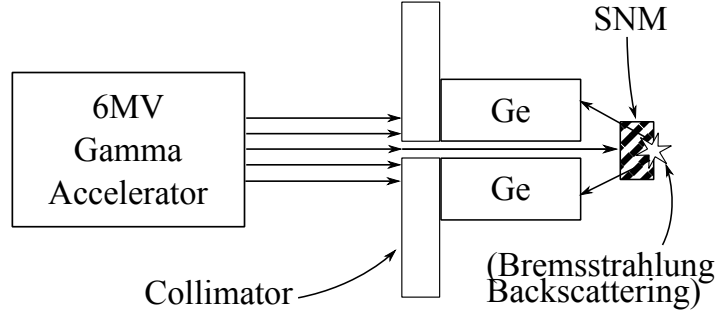 SNM
6MV
Gamma
Accelerator
Ge
Ge
Collimator
(Bremsstrahlung
Backscattering)